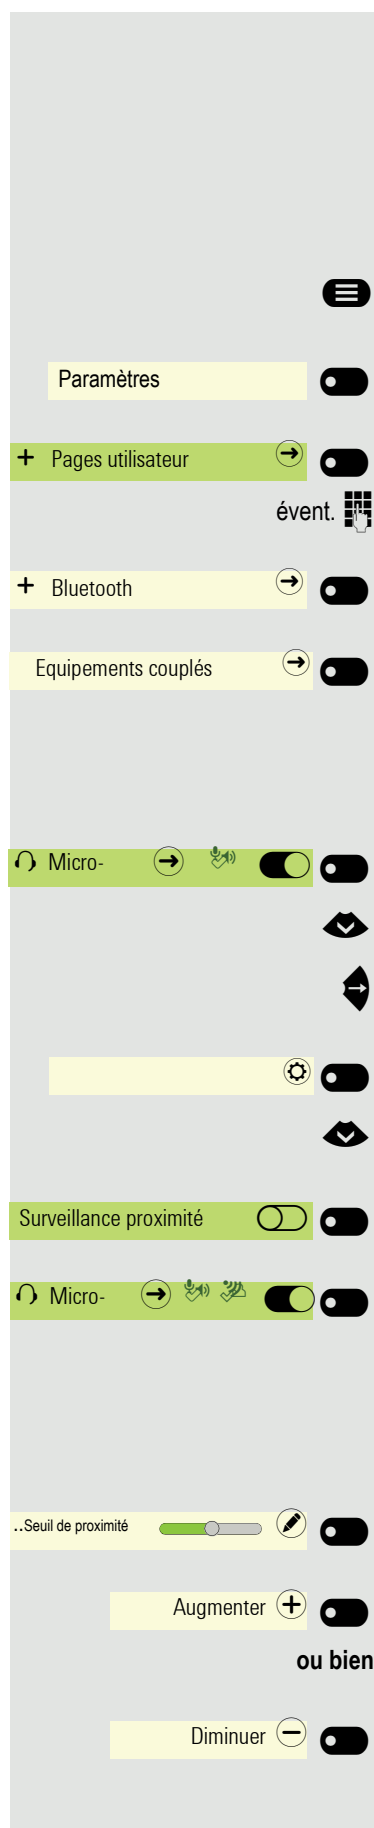 Paramètres
+ Pages utilisateur
évent.
+ Bluetooth
Equipements couplés
Micro-
Surveillance proximité
Micro-
..Seuil de proximité
Augmenter
ou bien
Diminuer